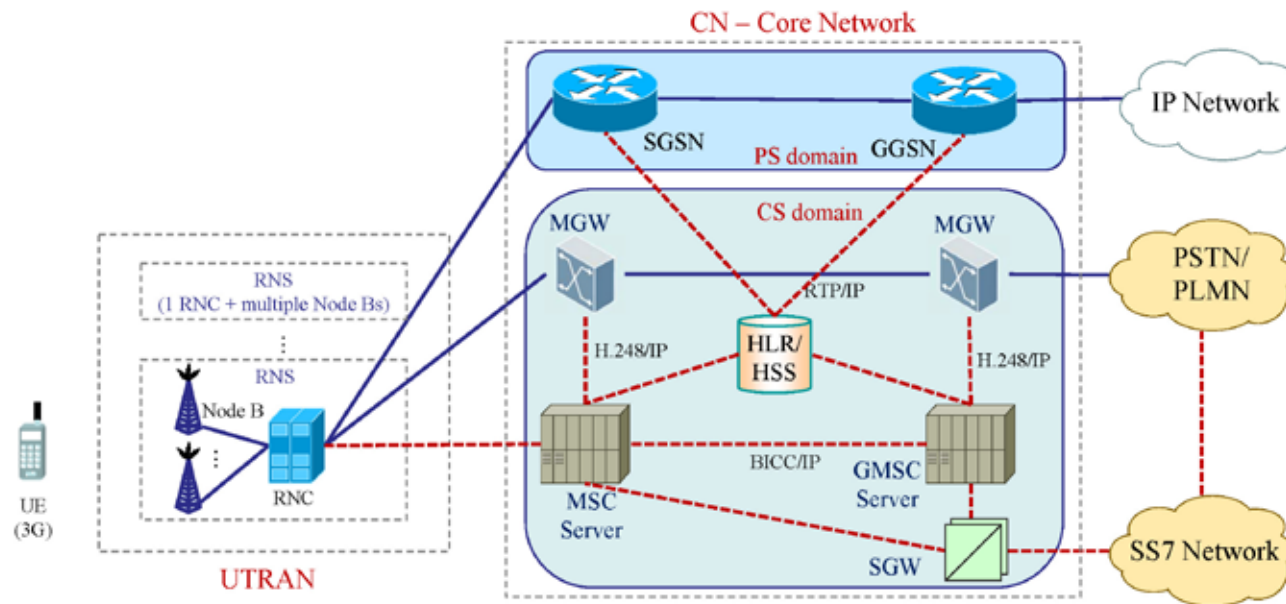 CN – Core Network
SGSN
GGSN
PS domain
IP Network
CS domain
MGW
MGW
RTP/IP
PSTN/
PLMN
RNS
(1 RNC + multiple Node Bs)
⋮
RNS
Node B
⋮
RNC
UE
(3G)
UTRAN
H.248/IP
HLR/
HSS
H.248/IP
BICC/IP
MSC
Server
GMSC
Server
SGW
SS7 Network